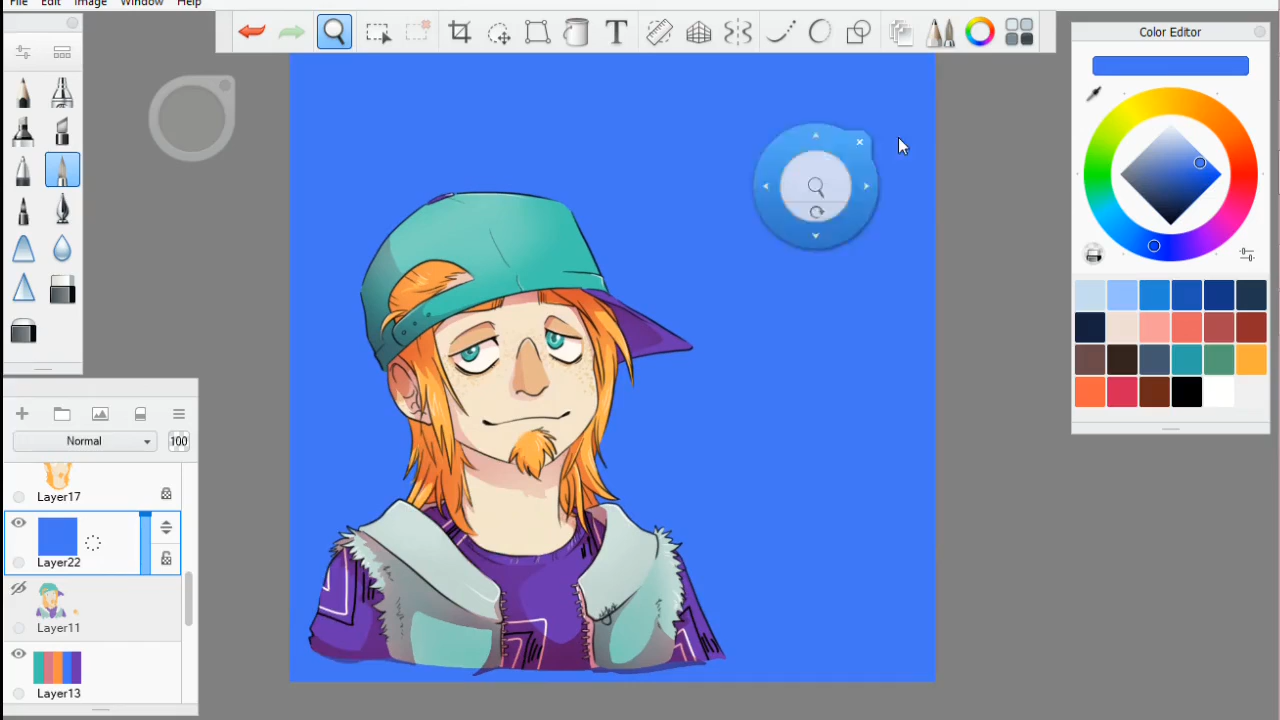 File Edit Image Window Help
T
Color Editor
Normal 100
Layer17
Layer22
Layer11
Layer13